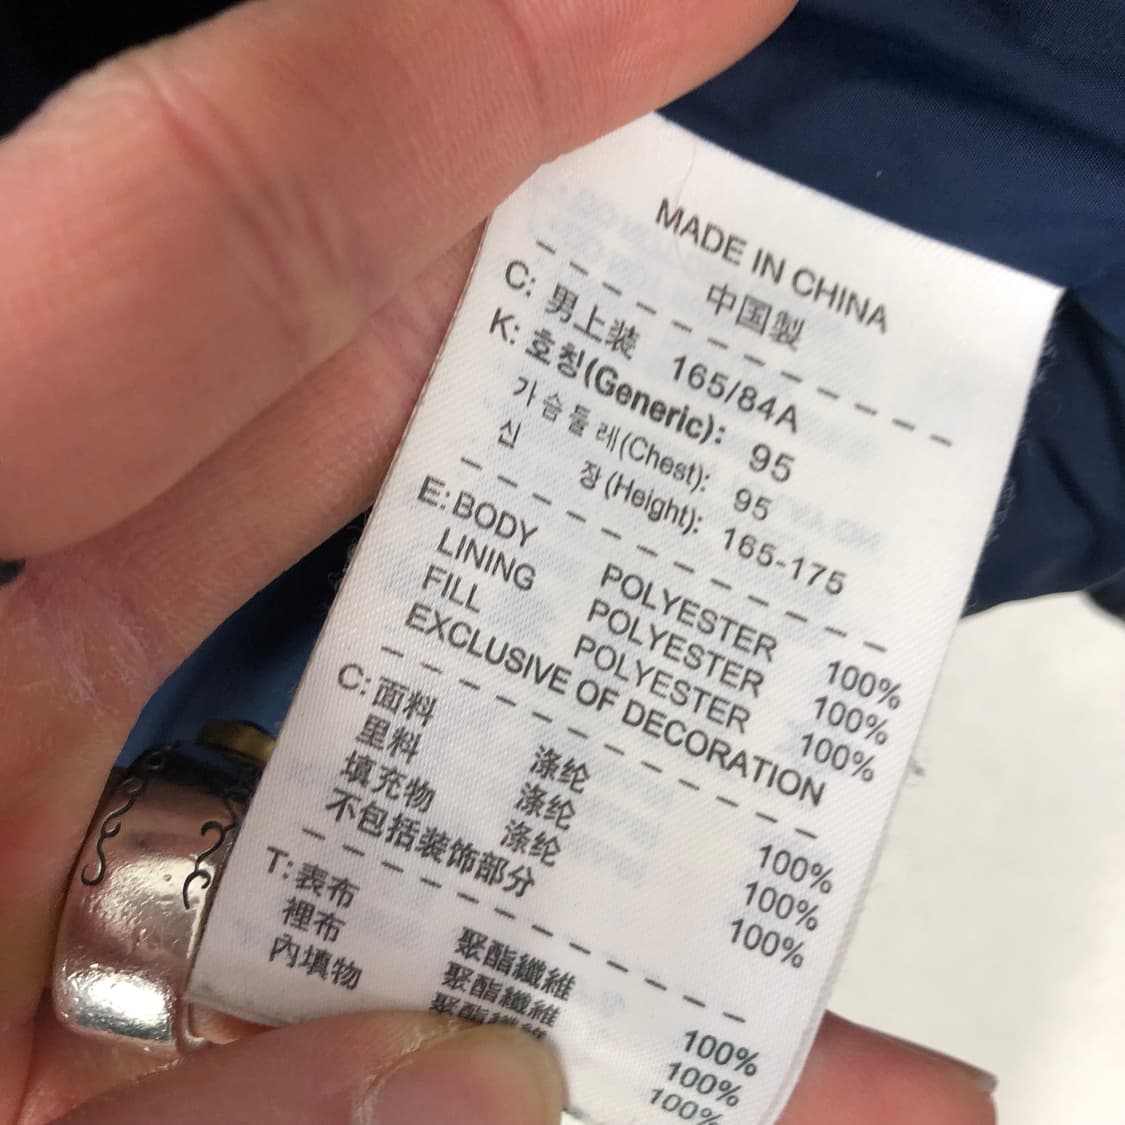 MADE IN CHINA
中国製
C: 男上装 165/84A
K: 호칭(Generic): 95
가슴둘레(Chest): 95
신 장(Height): 165-175
E: BODY POLYESTER 100%
LINING POLYESTER 100%
FILL POLYESTER 100%
EXCLUSIVE OF DECORATION
C: 面料 涤纶 100%
里料 涤纶 100%
填充物 涤纶 100%
不包括装饰部分
T: 表布 聚酯纖維 100%
裡布 聚酯纖維 100%
內填物 聚酯纖維 100%